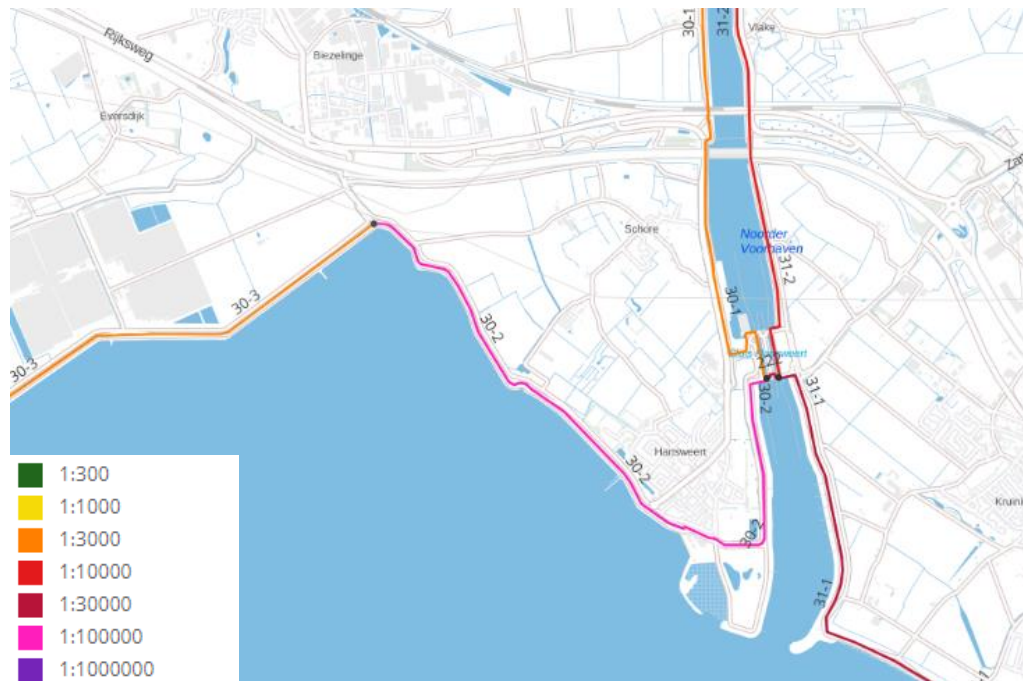 30-1
31-2
Vlake
Rijksweg
Biezelinge
Eversdijk
Schore
Noorder
Voorhaven
31-2
30-3
30-1
30-2
30-3
30-2
31-1
Hansweert
30-2
Kruini
30-2
31-1
1:300
1:1000
1:3000
1:10000
1:30000
1:100000
1:1000000